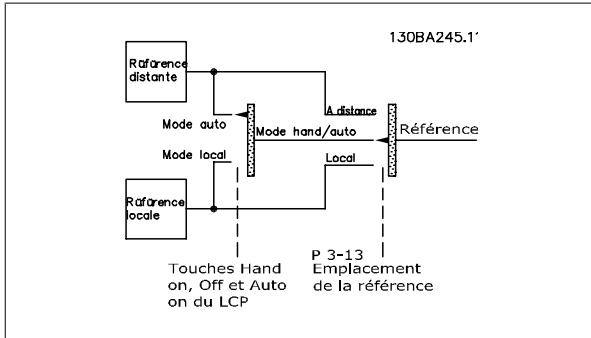 130BA245.1
Référence
distante
A distance
Mode auto
Mode hand/auto
Référence
Mode local
Local
Référence
locale
P 3-13
Touches Hand
on, Off et Auto
on du LCP
Emplacement
de la référence